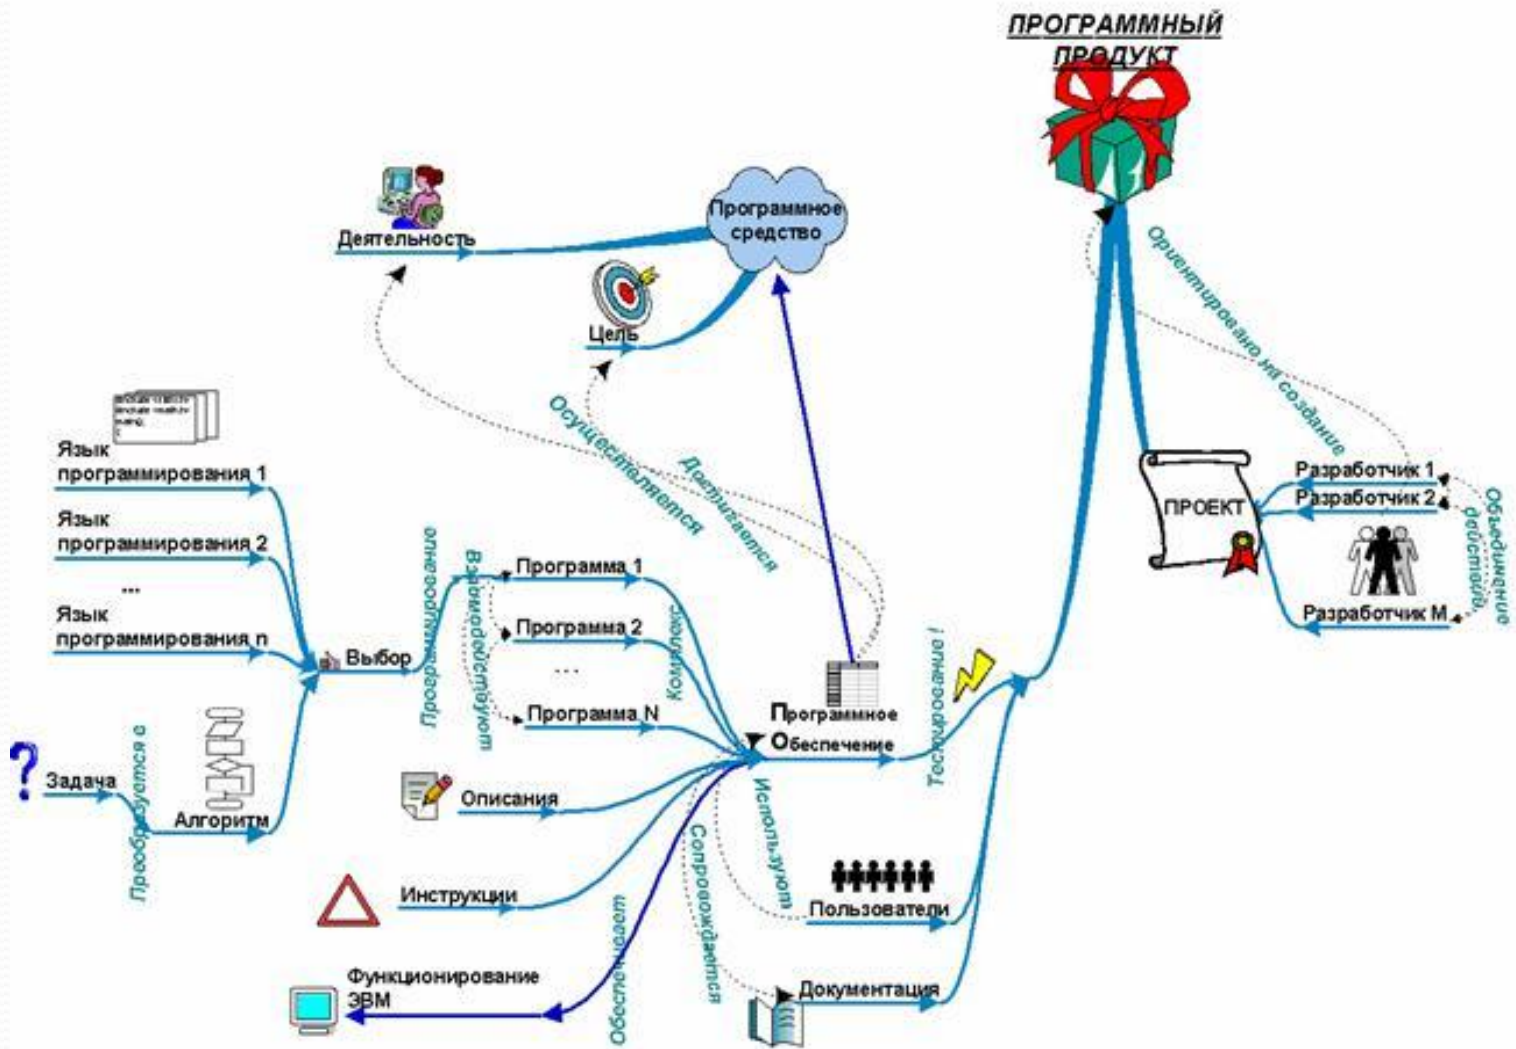 ПРОГРАММНЫЙ
ПРОДУКТ
Программное
средство
Деятельность
Цель
Ориентировано на создание
Осуществляется
Достигается
Язык
программирования 1
Язык
программирования 2
...
Язык
программирования n
Выбор
Программирование
Взаимодействуют
Программа 1
Программа 2
...
Программа N
Комплекс
Задача
Преобразуется в
Алгоритм
Описания
Инструкции
Функционирование
ЭВМ
Обеспечивает
Программное
Обеспечение
Тестирование!
Используют
Сопровождается
Пользователи
Документация
ПРОЕКТ
Разработчик 1
Разработчик 2
Разработчик М
Объединение
действий